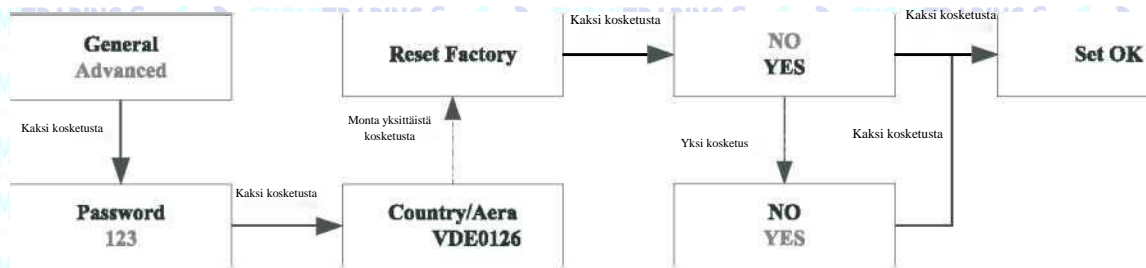 Kaksi kosketusta
Kaksi kosketusta
General
Advanced
Reset Factory
NO
YES
Set OK
Kaksi kosketusta
Monta yksittäistä
kosketusta
Yksi kosketus
Kaksi kosketusta
Kaksi kosketusta
Password
123
Country/Aera
VDE0126
NO
YES